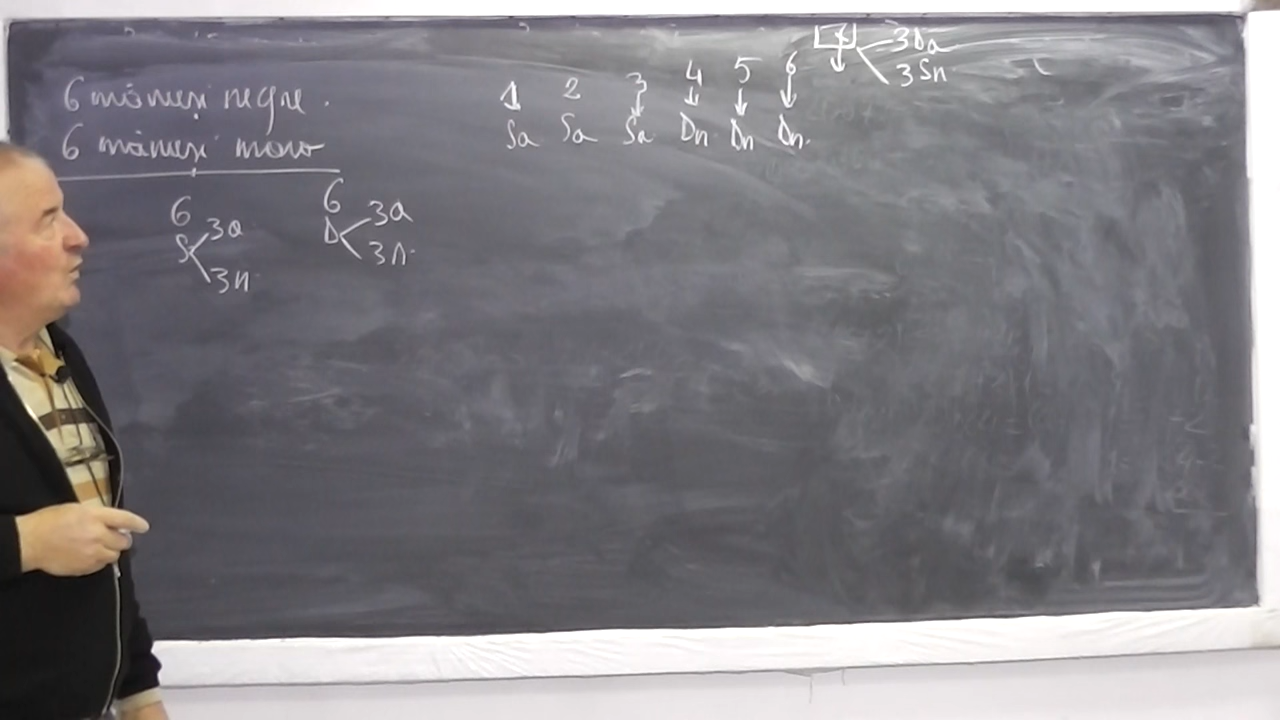 6 mănuși negre.
6 mănuși maro
6 6
S 3a D 3a
3n 3n
1 2 3 4 5 6 7
Sa Sa Sa Dn Dn Dn.
3Da
3Sn